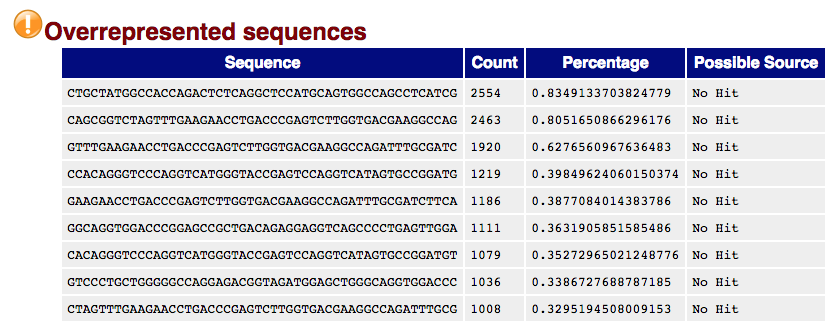 Overrepresented sequences
Sequence Count Percentage Possible Source
CTGCTATGGCCACCAGACTCTCAGGCTCCATGCAGTGGCCAGCCTCATCG 2554 0.8349133703824779 No Hit
CAGCGGTCTAGTTTGAAGAACCTGACCCGAGTCTTGGTGACGAAGGCCAG 2463 0.8051650866296176 No Hit
GTTTGAAGAACCTGACCCGAGTCTTGGTGACGAAGGCCAGATTTGCGATC 1920 0.6276560967636483 No Hit
CCACAGGGTCCCAGGTCATGGGTACCGAGTCCAGGTCATAGTGCCGGATG 1219 0.39849624060150374 No Hit
GAAGAACCTGACCCGAGTCTTGGTGACGAAGGCCAGATTTGCGATCTTCA 1186 0.3877084014383786 No Hit
GGCAGGTGGACCCGGAGCCGCTGACAGAGGAGGTCAGCCCCTGAGTTGGA 1111 0.3631905851585486 No Hit
CACAGGGTCCCAGGTCATGGGTACCGAGTCCAGGTCATAGTGCCGGATGT 1079 0.35272965021248776 No Hit
GTCCCTGCTGGGGGCCAGGAGACGGTAGATGGAGCTGGGCAGGTGGACCC 1036 0.3386727688787185 No Hit
CTAGTTTGAAGAACCTGACCCGAGTCTTGGTGACGAAGGCCAGATTTGCG 1008 0.3295194508009153 No Hit